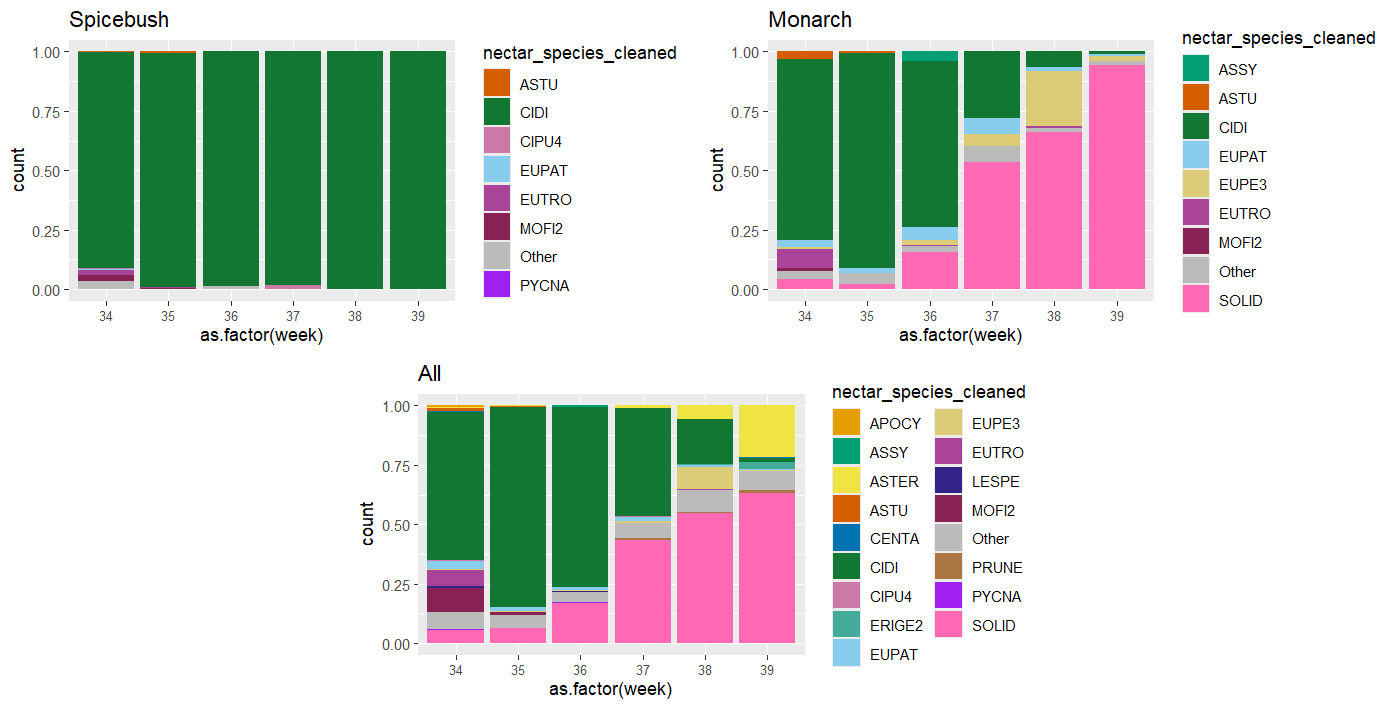 Spicebush
count
1.00
0.75
0.50
0.25
0.00
34 35 36 37 38 39
as.factor(week)
nectar_species_cleaned
ASTU
CIDI
CIPU4
EUPAT
EUTRO
MOFI2
Other
PYCNA
Monarch
count
1.00
0.75
0.50
0.25
0.00
34 35 36 37 38 39
as.factor(week)
nectar_species_cleaned
ASSY
ASTU
CIDI
EUPAT
EUPE3
EUTRO
MOFI2
Other
SOLID
All
count
1.00
0.75
0.50
0.25
0.00
34 35 36 37 38 39
as.factor(week)
nectar_species_cleaned
APOCY
ASSY
ASTER
ASTU
CENTA
CIDI
CIPU4
ERIGE2
EUPAT
EUPE3
EUTRO
LESPE
MOFI2
Other
PRUNE
PYCNA
SOLID